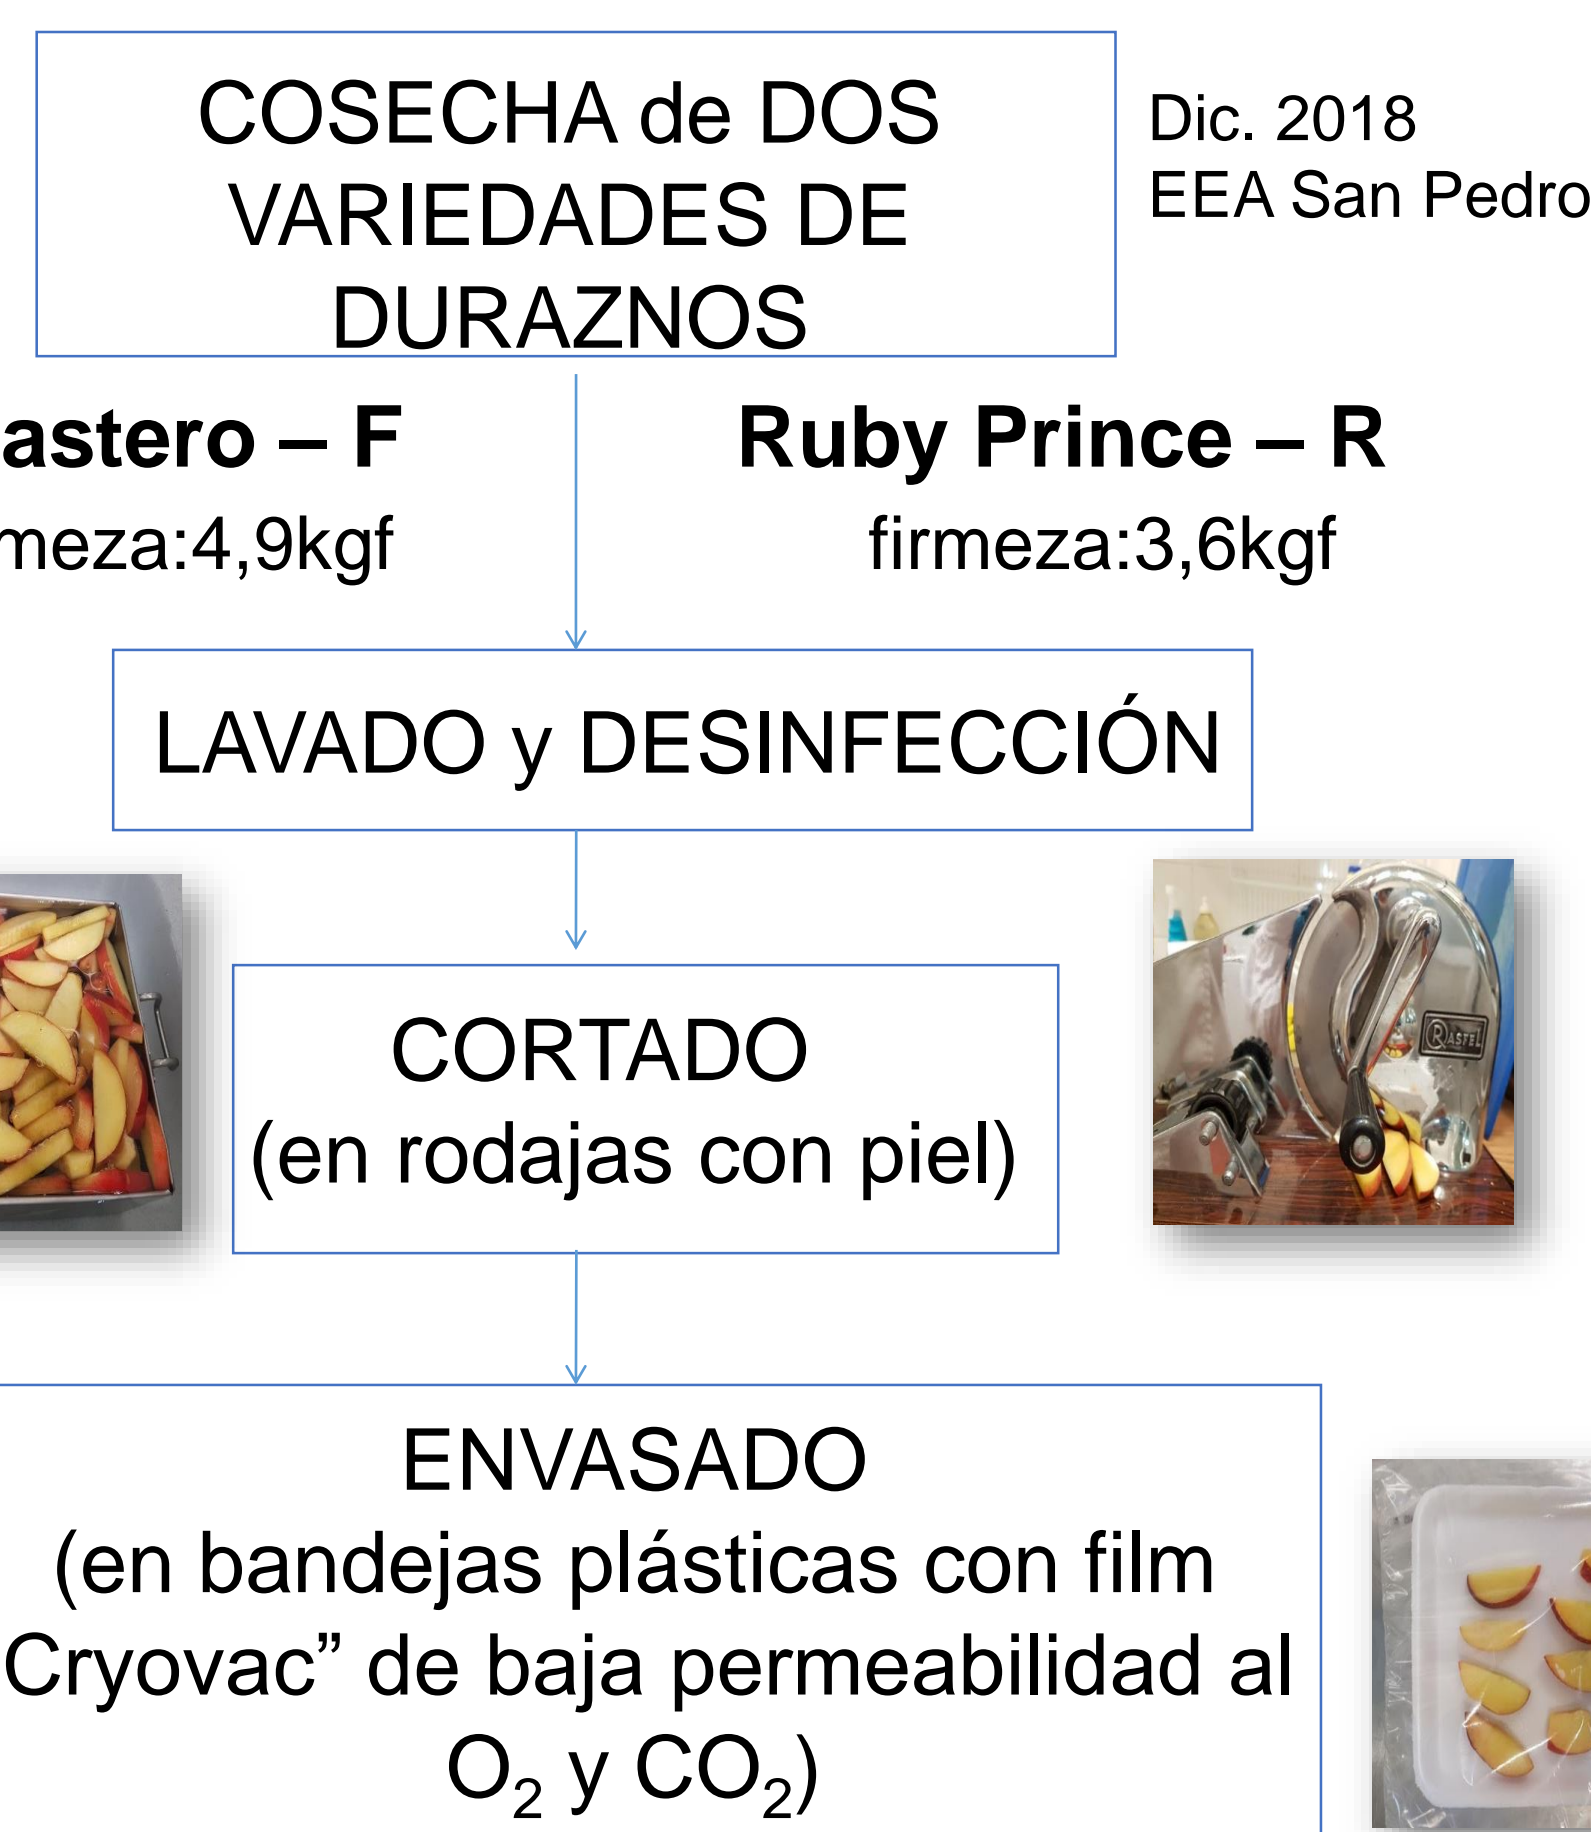 COSECHA de DOS
VARIEDADES DE
DURAZNOS
Dic. 2018
EEA San Pedro
astero – F
Ruby Prince – R
meza:4,9kgf
firmeza:3,6kgf
LAVADO y DESINFECCIÓN
CORTADO
(en rodajas con piel)
RASFEL
ENVASADO
(en bandejas plásticas con film
Cryovac” de baja permeabilidad al
O₂ y CO₂)